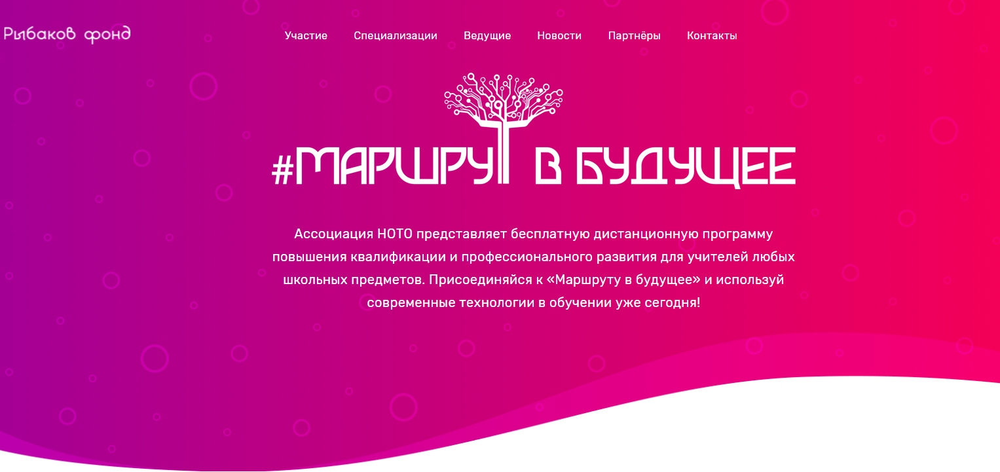 Рыбаков фонд
Участие Специализации Ведущие Новости Партнёры Контакты
#МАРШРУТ В БУДУЩЕЕ
Ассоциация НОТО представляет бесплатную дистанционную программу
повышения квалификации и профессионального развития для учителей любых
школьных предметов. Присоединяйся к «Маршруту в будущее» и используй
современные технологии в обучении уже сегодня!